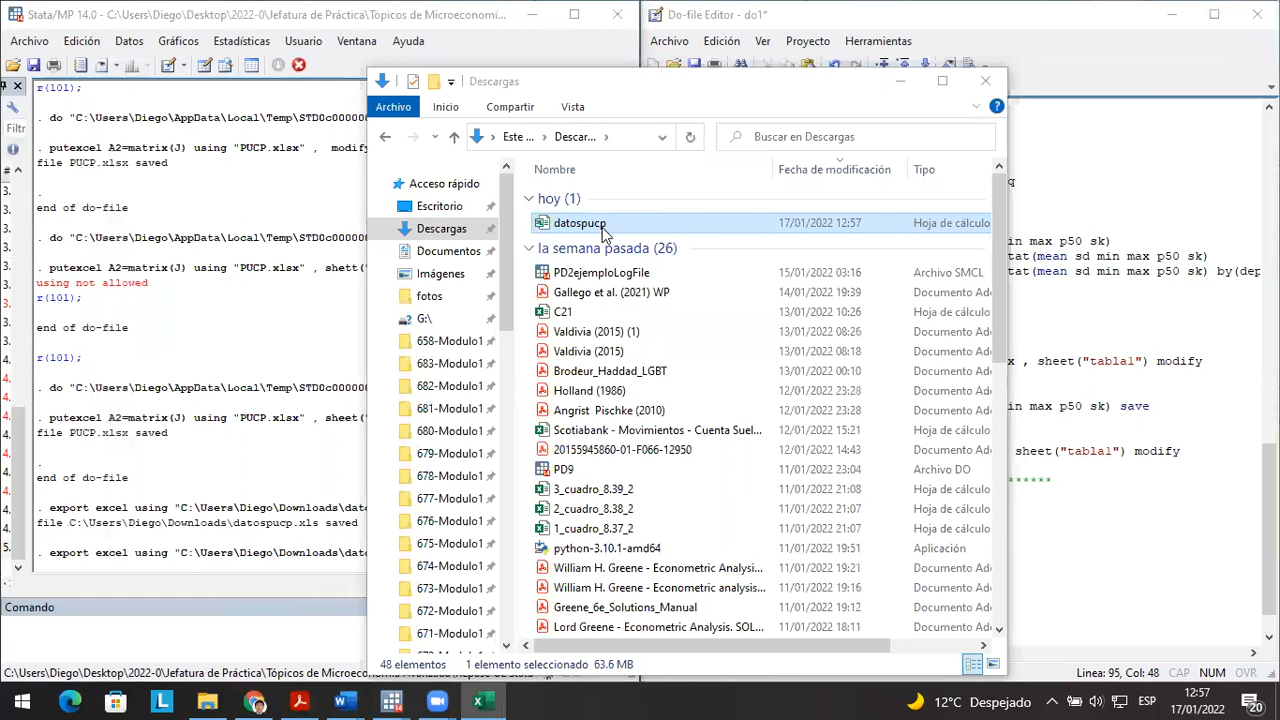 Stata/MP 14.0 - C:\Users\Diego\Desktop\2022-0\Jefatura de Práctica\Tópicos de Microeconomí...
Archivo Edición Datos Gráficos Estadísticas Usuario Ventana Ayuda
Filtr
r(101);
. do "C:\Users\Diego\AppData\Local\Temp\STD0c00000
. putexcel A2=matrix(J) using "PUCP.xlsx" , modify
file PUCP.xlsx saved
.
end of do-file
. do "C:\Users\Diego\AppData\Local\Temp\STD0c00000
. putexcel A2=matrix(J) using "PUCP.xlsx" , shett("
using not allowed
r(101);
end of do-file
r(101);
. do "C:\Users\Diego\AppData\Local\Temp\STD0c00000
. putexcel A2=matrix(J) using "PUCP.xlsx" , sheet("
file PUCP.xlsx saved
.
end of do-file
. export excel using "C:\Users\Diego\Downloads\dato
file C:\Users\Diego\Downloads\datospucp.xls saved
. export excel using "C:\Users\Diego\Downloads\dato
Comando
C:\Users\Diego\Desktop\2022-0\Jefatura de Práctica\Tópicos de Microeconomía Avanzada\Repaso de Stata
Do-file Editor - do1*
Archivo Edición Ver Proyecto Herramientas
q
in max p50 sk)
tat(mean sd min max p50 sk)
tat(mean sd min max p50 sk) by(dep
x , sheet("tabla1") modify
in max p50 sk) save
sheet("tabla1") modify
******
Línea: 95, Col: 48 CAP NUM OVR
Descargas
Archivo Inicio Compartir Vista
Este ... Descar...
Buscar en Descargas
Acceso rápido
Escritorio
Descargas
Documentos
Imágenes
fotos
G:\
658-Modulo1
683-Modulo1
682-Modulo1
681-Modulo1
680-Modulo1
679-Modulo1
678-Modulo1
677-Modulo1
676-Modulo1
675-Modulo1
674-Modulo1
673-Modulo1
672-Modulo1
671-Modulo1
Nombre Fecha de modificación Tipo
hoy (1)
datospucp 17/01/2022 12:57 Hoja de cálculo
la semana pasada (26)
PD2ejemploLogFile 15/01/2022 03:16 Archivo SMCL
Gallego et al. (2021) WP 14/01/2022 19:39 Documento Ad
C21 13/01/2022 10:26 Hoja de cálculo
Valdivia (2015) (1) 13/01/2022 08:26 Documento Ad
Valdivia (2015) 13/01/2022 08:18 Documento Ad
Brodeur_Haddad_LGBT 13/01/2022 00:10 Documento Ad
Holland (1986) 12/01/2022 23:28 Documento Ad
Angrist Pischke (2010) 12/01/2022 23:28 Documento Ad
Scotiabank - Movimientos - Cuenta Suel... 12/01/2022 23:08 Hoja de cálculo
20155945860-01-F066-12950 12/01/2022 14:43 Documento Ad
PD9 11/01/2022 23:04 Archivo DO
3_cuadro_8.39_2 11/01/2022 21:08 Hoja de cálculo
2_cuadro_8.38_2 11/01/2022 21:07 Hoja de cálculo
1_cuadro_8.37_2 11/01/2022 21:07 Hoja de cálculo
python-3.10.1-amd64 11/01/2022 19:51 Aplicación
William H. Greene - Econometric Analysi... 11/01/2022 19:26 Documento Ad
William H. Greene - Econometric analysi... 11/01/2022 19:16 Documento Ad
Greene_6e_Solutions_Manual 11/01/2022 19:12 Documento Ad
Lord Greene - Econometric Analysis. SOL... 11/01/2022 18:11 Documento Ad
48 elementos 1 elemento seleccionado 63.6 MB
12°C Despejado ESP 12:57
17/01/2022
20